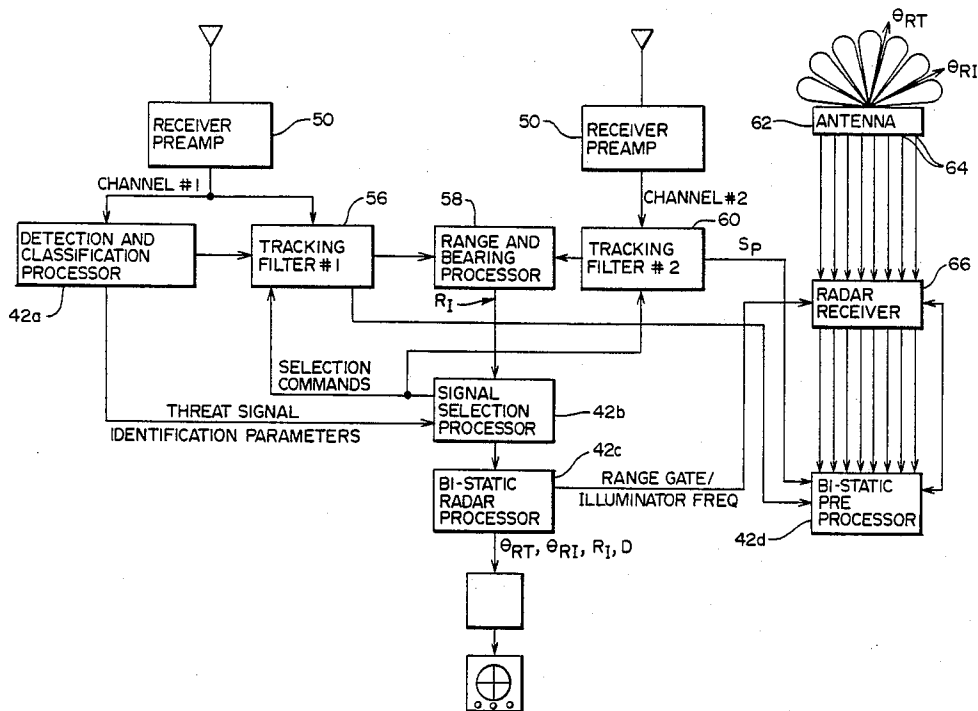 θRT
θRI
RECEIVER
PREAMP
50
50
RECEIVER
PREAMP
62
ANTENNA
64
CHANNEL #1
56
58
CHANNEL #2
60
DETECTION AND
CLASSIFICATION
PROCESSOR
TRACKING
FILTER #1
RANGE AND
BEARING
PROCESSOR
TRACKING
FILTER #2
SP
66
RADAR
RECEIVER
42a
RI
SELECTION
COMMANDS
SIGNAL
SELECTION
PROCESSOR
42b
THREAT SIGNAL
IDENTIFICATION PARAMETERS
42c
BI-STATIC
RADAR
PROCESSOR
RANGE GATE/
ILLUMINATOR FREQ
BI-STATIC
PRE
PROCESSOR
42d
θRT, θRI, RI, D